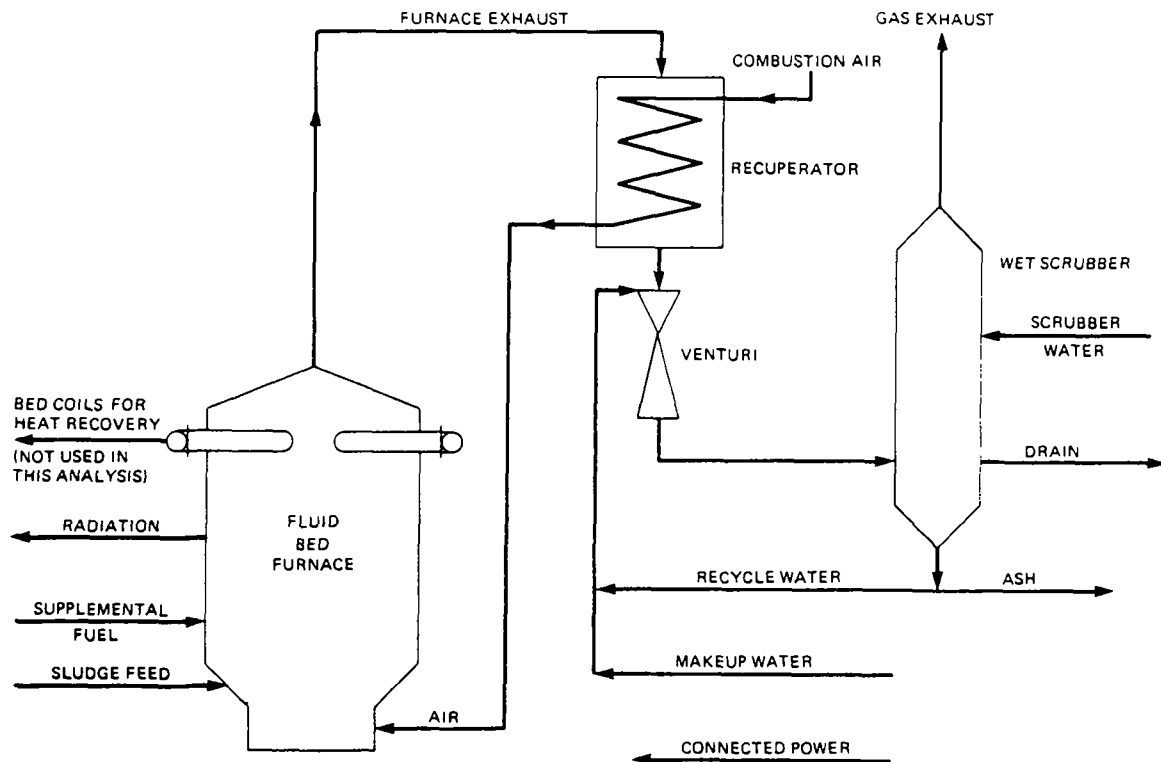 FURNACE EXHAUST
GAS EXHAUST
COMBUSTION AIR
RECUPERATOR
WET SCRUBBER
SCRUBBER
WATER
VENTURI
BED COILS FOR
HEAT RECOVERY
(NOT USED IN
THIS ANALYSIS)
DRAIN
RADIATION
FLUID
BED
FURNACE
RECYCLE WATER
ASH
SUPPLEMENTAL
FUEL
MAKEUP WATER
SLUDGE FEED
AIR
CONNECTED POWER